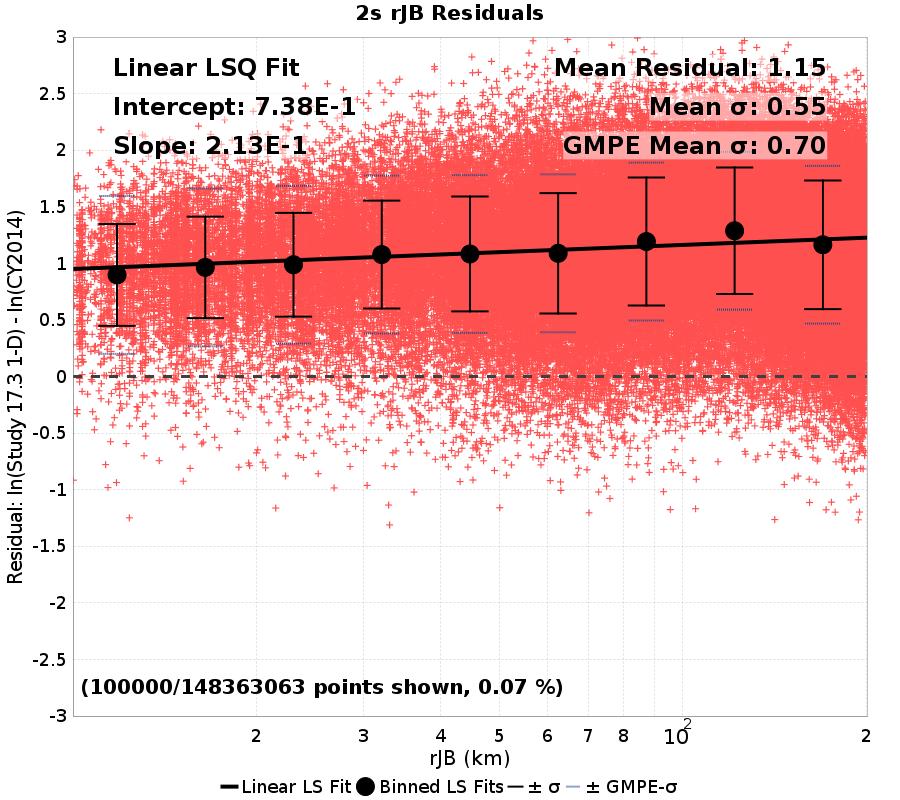 2s rJB Residuals
Linear LSQ Fit
Intercept: 7.38E-1
Slope: 2.13E-1
Mean Residual: 1.15
Mean σ: 0.55
GMPE Mean σ: 0.70
Residual: ln(Study 17.3 1-D) - ln(CY2014)
3
2.5
2
1.5
1
0.5
0
-0.5
-1
-1.5
-2
-2.5
-3
(100000/148363063 points shown, 0.07 %)
2 3 4 5 6 7 8 10² 2
rJB (km)
Linear LS Fit Binned LS Fits ± σ ± GMPE-σ